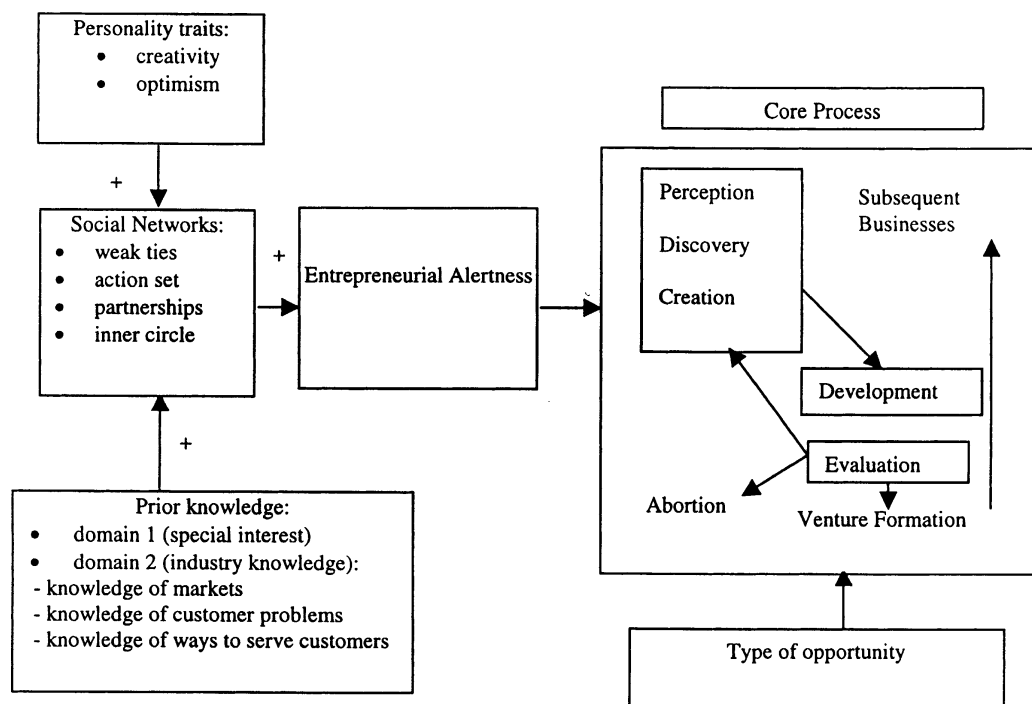 Personality traits:
• creativity
• optimism
+
Social Networks:
• weak ties
• action set
• partnerships
• inner circle
+
Entrepreneurial Alertness
+
Prior knowledge:
• domain 1 (special interest)
• domain 2 (industry knowledge):
- knowledge of markets
- knowledge of customer problems
- knowledge of ways to serve customers
Core Process
Perception
Discovery
Creation
Subsequent
Businesses
Development
Evaluation
Abortion
Venture Formation
Type of opportunity